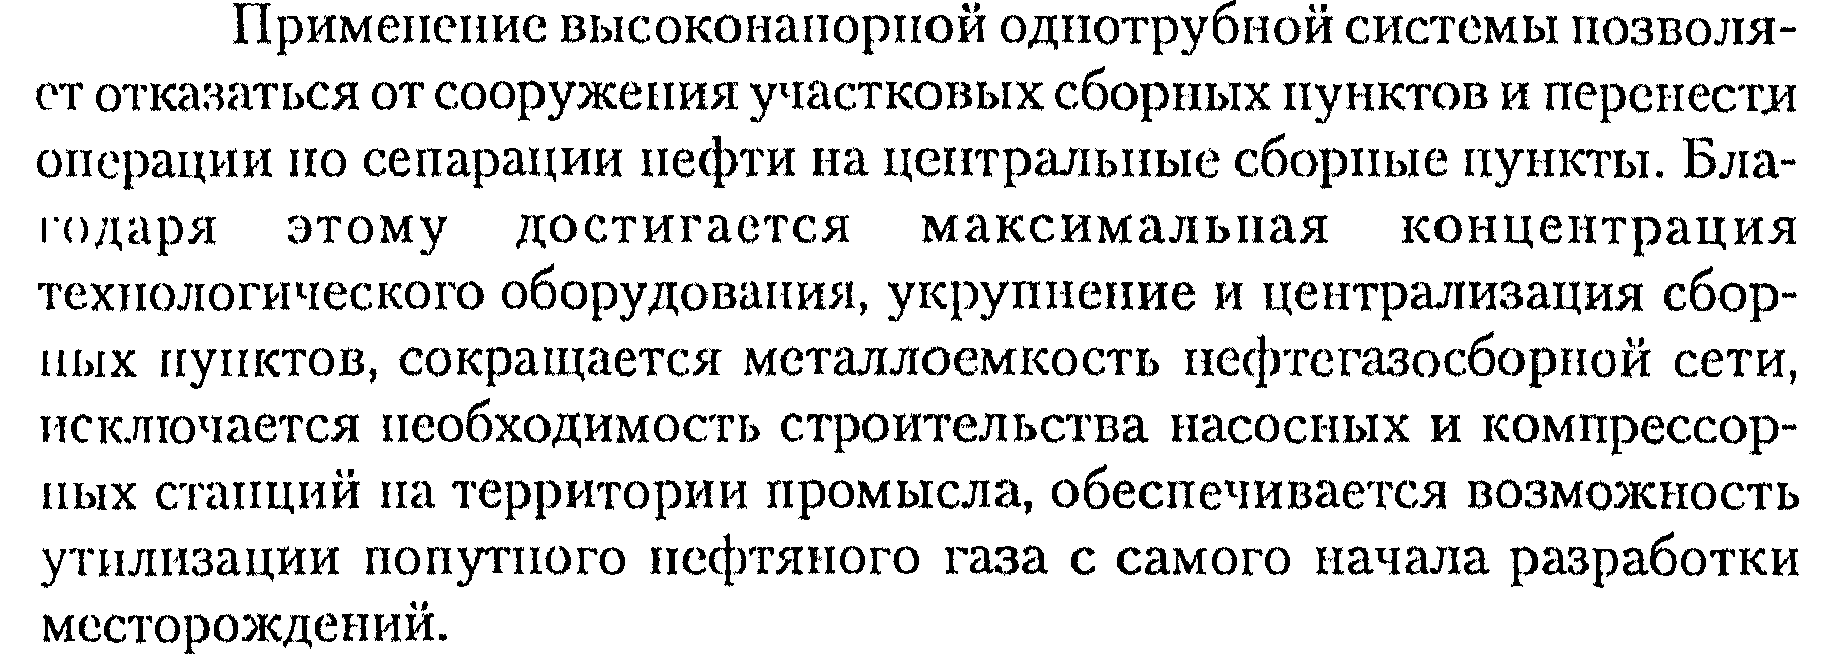 Применение высоконапорной однотрубной системы позволя-
ет отказаться от сооружения участковых сборных пунктов и перенести
операции по сепарации нефти на центральные сборные пункты. Бла-
годаря этому достигается максимальная концентрация
технологического оборудования, укрупнение и централизация сбор-
ных пунктов, сокращается металлоемкость нефтегазосборной сети,
исключается необходимость строительства насосных и компрессор-
ных станций на территории промысла, обеспечивается возможность
утилизации попутного нефтяного газа с самого начала разработки
месторождений.